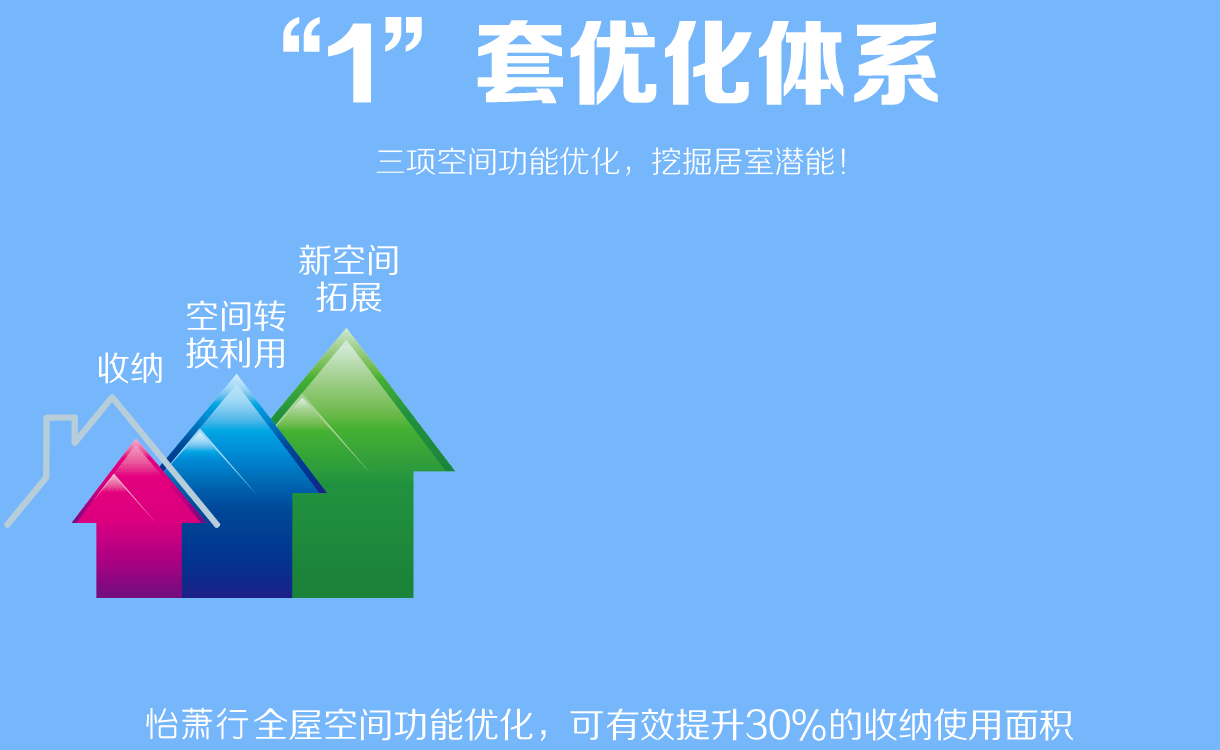 “1”套优化体系
三项空间功能优化，挖掘居室潜能！
新空间
拓展
空间转
换利用
收纳
怡萧行全屋空间功能优化，可有效提升30%的收纳使用面积